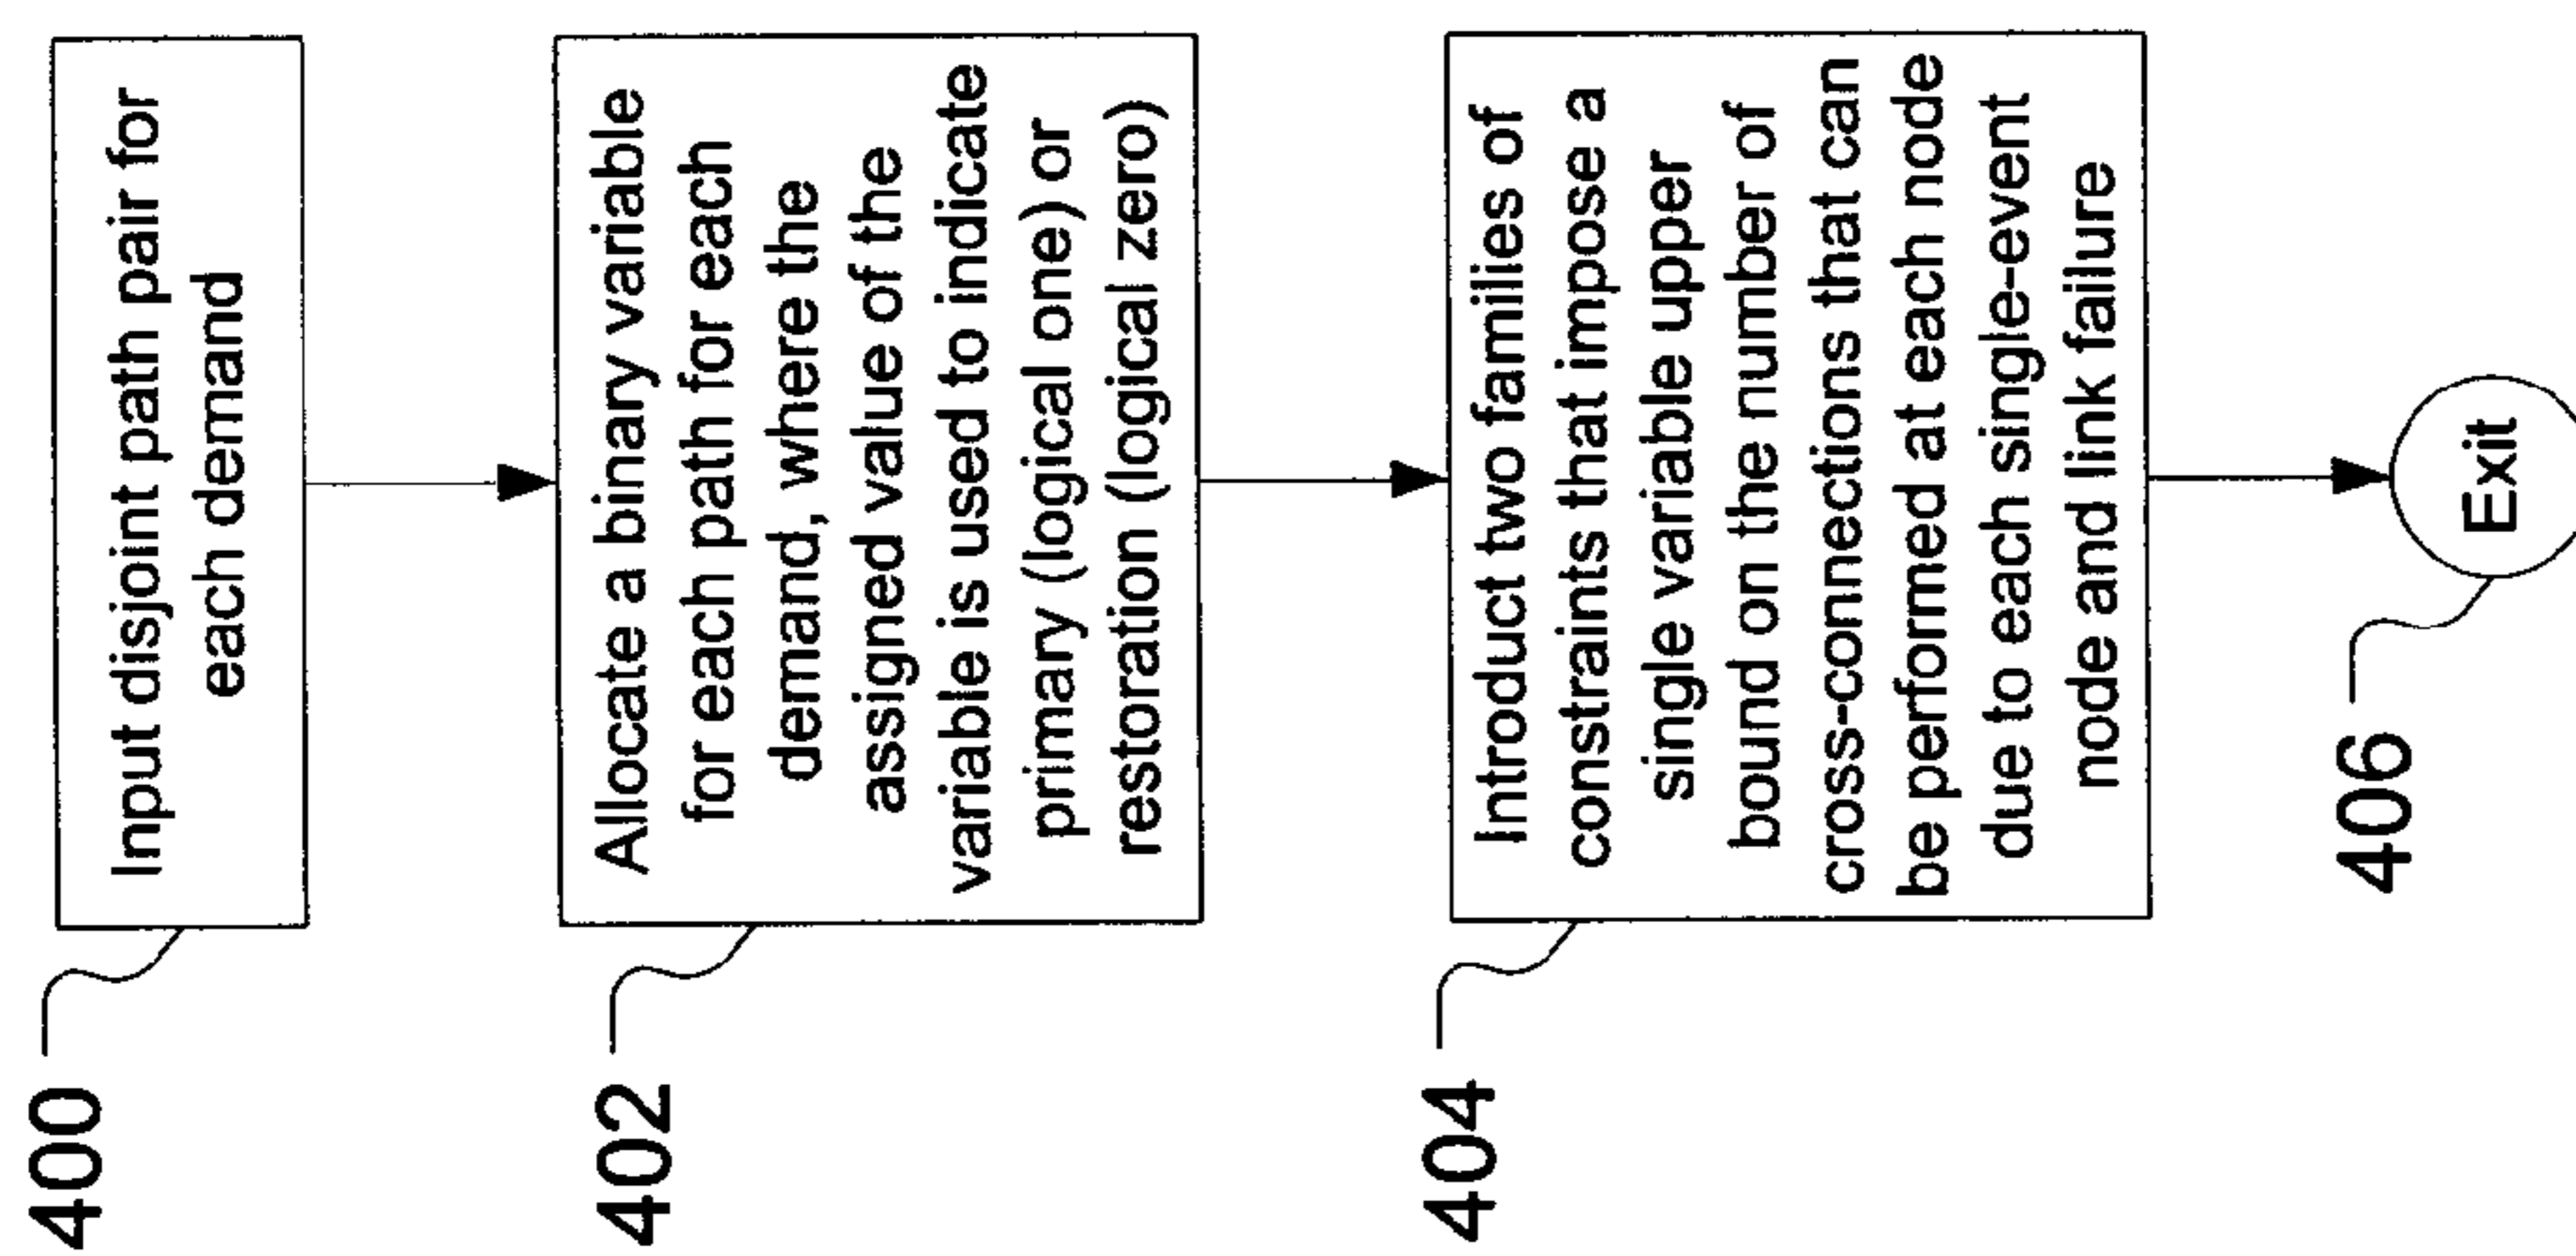 400
Input disjoint path pair for
each demand
402
Allocate a binary variable
for each path for each
demand, where the
assigned value of the
variable is used to indicate
primary (logical one) or
restoration (logical zero)
404
Introduct two families of
constraints that impose a
single variable upper
bound on the number of
cross-connections that can
be performed at each node
due to each single-event
node and link failure
406
Exit